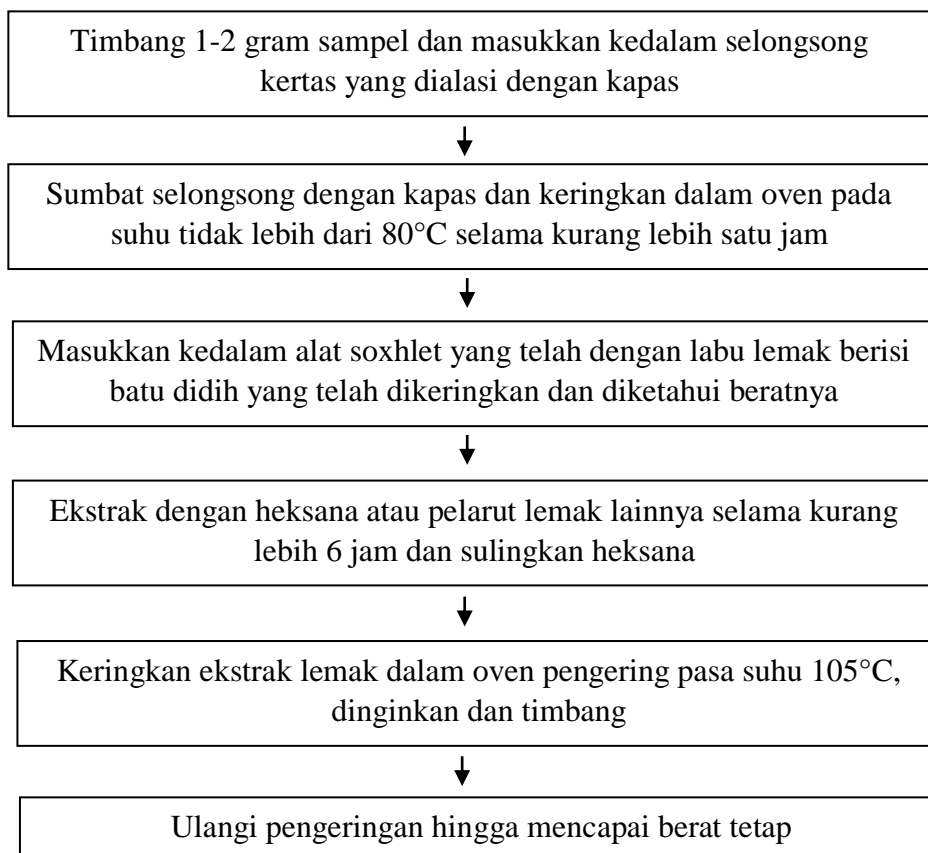 Timbang 1-2 gram sampel dan masukkan kedalam selongsong
kertas yang dialasi dengan kapas
Sumbat selongsong dengan kapas dan keringkan dalam oven pada
suhu tidak lebih dari 80°C selama kurang lebih satu jam
Masukkan kedalam alat soxhlet yang telah dengan labu lemak berisi
batu didih yang telah dikeringkan dan diketahui beratnya
Ekstrak dengan heksana atau pelarut lemak lainnya selama kurang
lebih 6 jam dan sulingkan heksana
Keringkan ekstrak lemak dalam oven pengering pasa suhu 105°C,
dinginkan dan timbang
Ulangi pengeringan hingga mencapai berat tetap